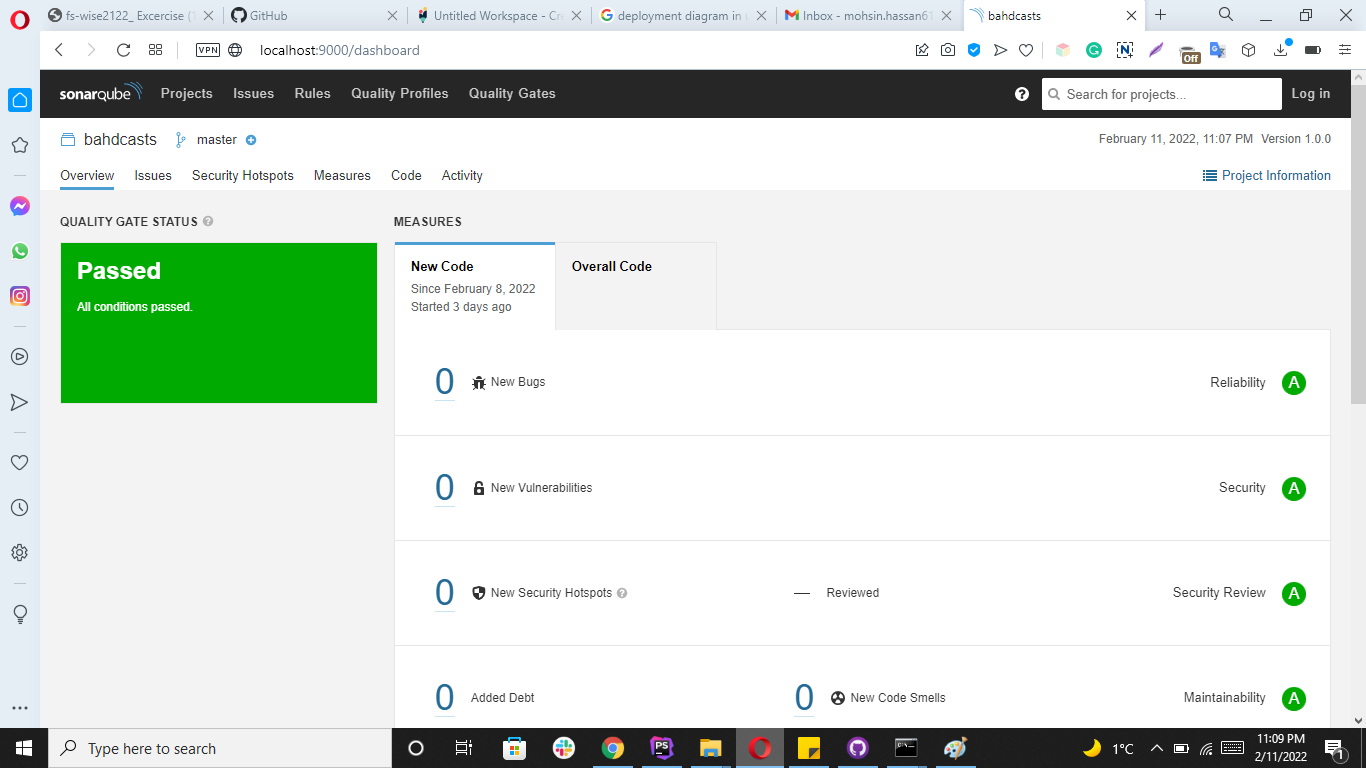 fs-wise2122_ Excercise (1
GitHub
Untitled Workspace - Cre
deployment diagram in u
Inbox - mohsin.hassan61
bahdcasts
VPN
localhost:9000/dashboard
Off
sonarqube
Projects
Issues
Rules
Quality Profiles
Quality Gates
Search for projects...
Log in
bahdcasts
master
February 11, 2022, 11:07 PM Version 1.0.0
Overview
Issues
Security Hotspots
Measures
Code
Activity
Project Information
QUALITY GATE STATUS
MEASURES
Passed
All conditions passed.
New Code
Since February 8, 2022
Started 3 days ago
Overall Code
0 New Bugs
Reliability A
0 New Vulnerabilities
Security A
0 New Security Hotspots
— Reviewed
Security Review A
0 Added Debt
0 New Code Smells
Maintainability A
Type here to search
PS
1°C
11:09 PM
2/11/2022
1